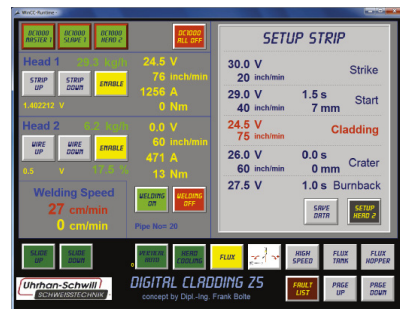 WinCC-Runtime
DC1000 MASTER 1
DC1000 SLAVE 1
DC1000 HEAD 2
DC1000 ALL OFF
SETUP STRIP
Head 1 29.3 kg/h 24.5 V
STRIP UP
STRIP DOWN
ENABLE
76 inch/min
1256 A
1.402212 V
0 Nm
30.0 V
20 inch/min Strike
29.0 V 1.5 s
40 inch/min 7 mm Start
24.5 V
75 inch/min Cladding
26.0 V 0.0 s
60 inch/min 0 mm Crater
27.5 V 1.0 s Burnback
Head 2 6.2 kg/h 0.0 V
WIRE UP
WIRE DOWN
ENABLE
60 inch/min
471 A
0.5 V 17.5 % 13 Nm
Welding Speed
27 cm/min
0 cm/min
WELDING ON
WELDING OFF
Pipe No= 20
SAVE DATA
SETUP HEAD 2
SLIDE UP
SLIDE DOWN
0
HEAD COOLING
FLUX
HIGH SPEED
FLUX TANK
FLUX HOPPER
Uhrhan+Schwill
SCHWEISSTECHNIK
DIGITAL CLADDING ZS
concept by Dipl.-Ing. Frank Bolte
FAULT LIST
PAGE UP
PAGE DOWN